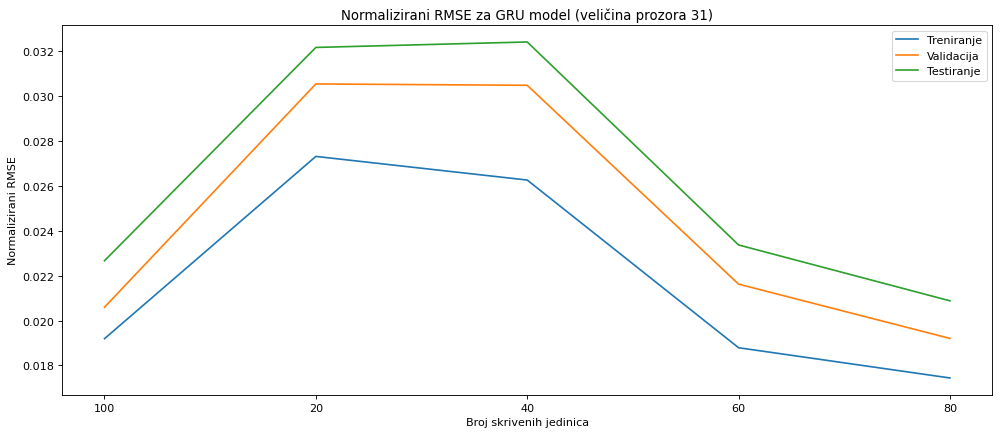 Normalizirani RMSE za GRU model (veličina prozora 31)
Treniranje
Validacija
Testiranje
Normalizirani RMSE
0.032
0.030
0.028
0.026
0.024
0.022
0.020
0.018
100 20 40 60 80
Broj skrivenih jedinica